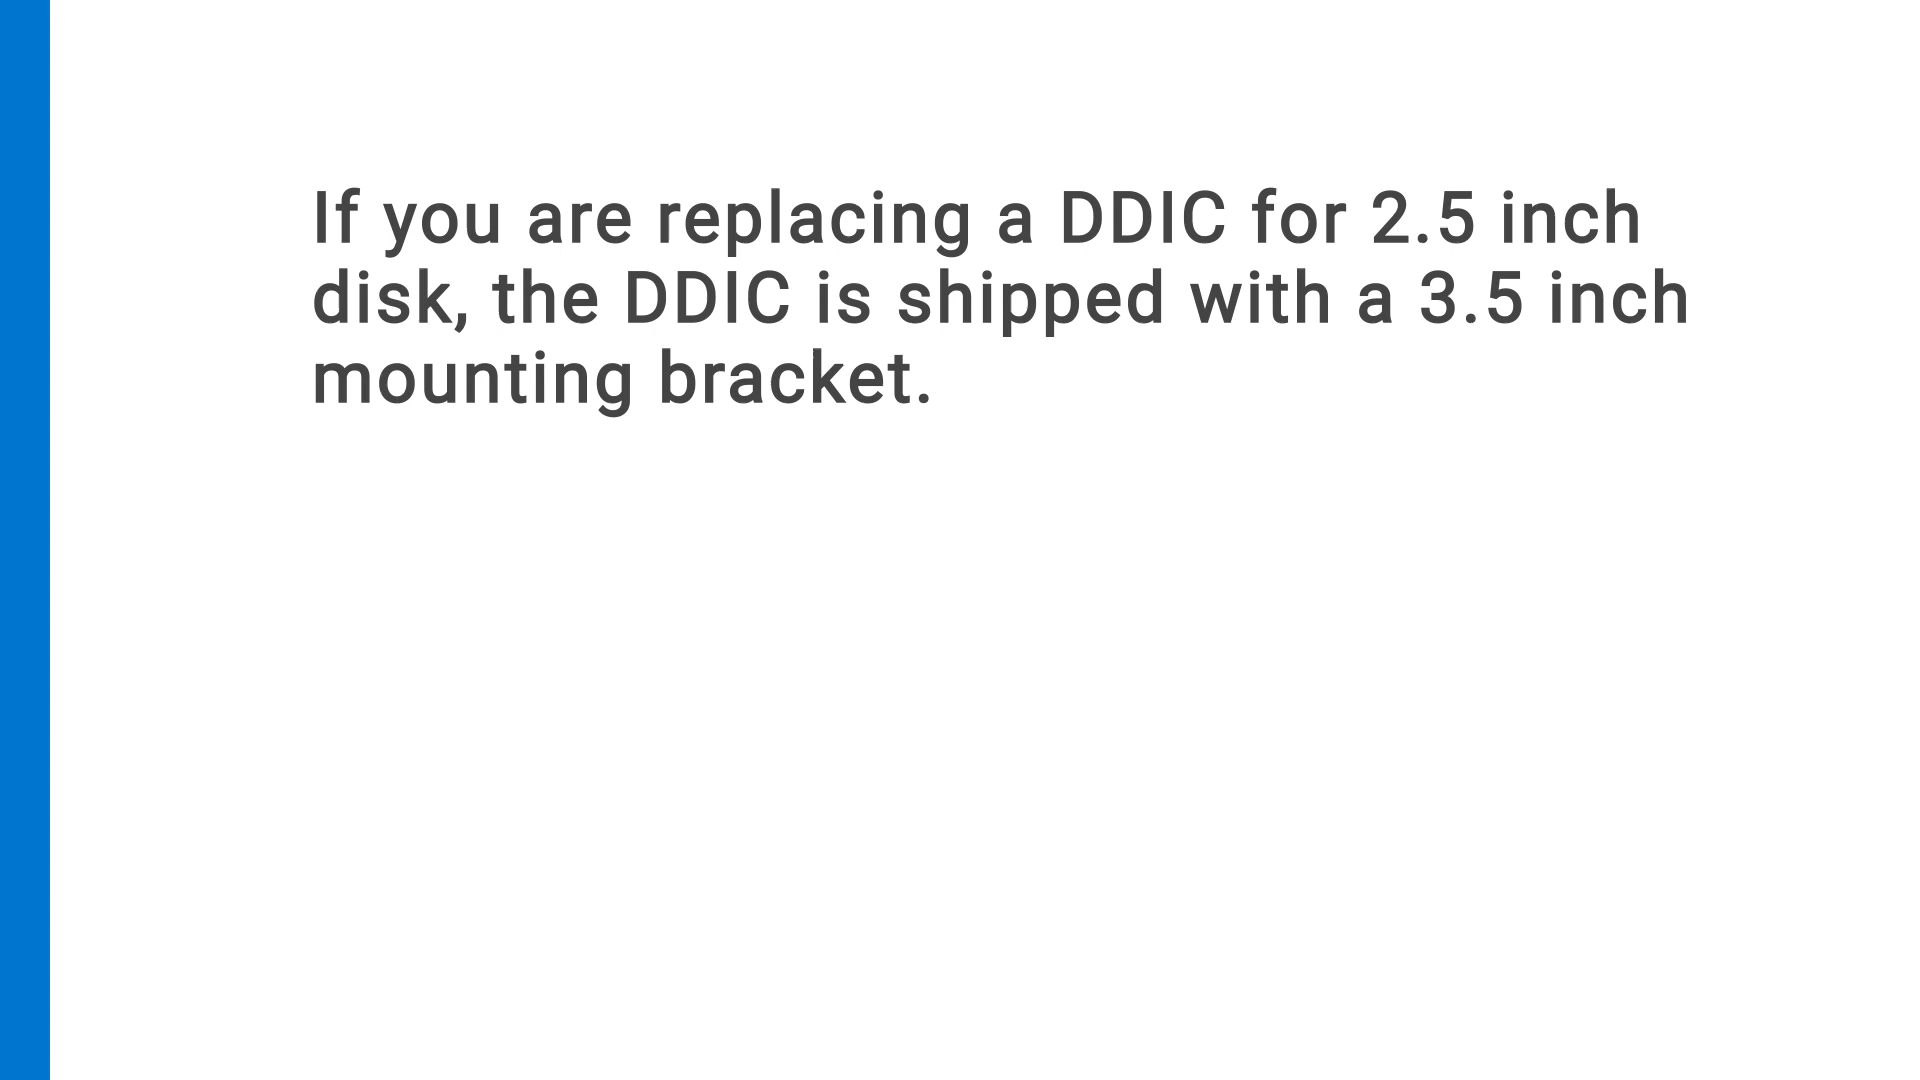 If you are replacing a DDIC for 2.5 inch
disk, the DDIC is shipped with a 3.5 inch
mounting bracket.